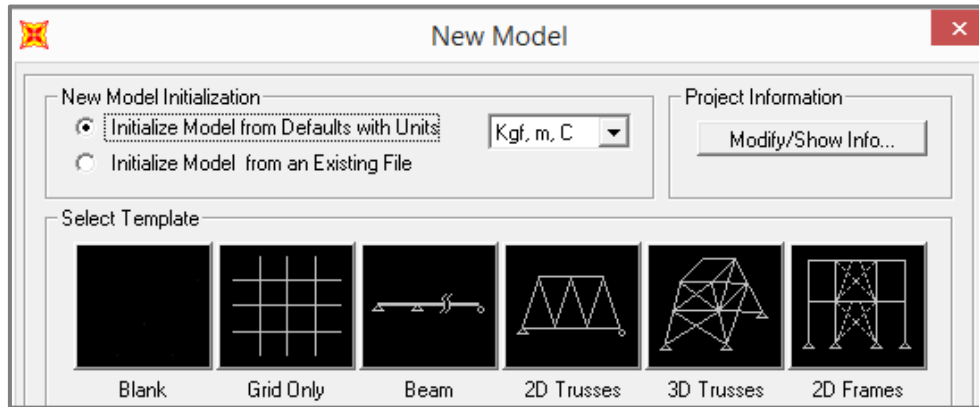 New Model
New Model Initialization
Initialize Model from Defaults with Units
Kgf, m, C
Initialize Model from an Existing File
Project Information
Modify/Show Info...
Select Template
Blank
Grid Only
Beam
2D Trusses
3D Trusses
2D Frames